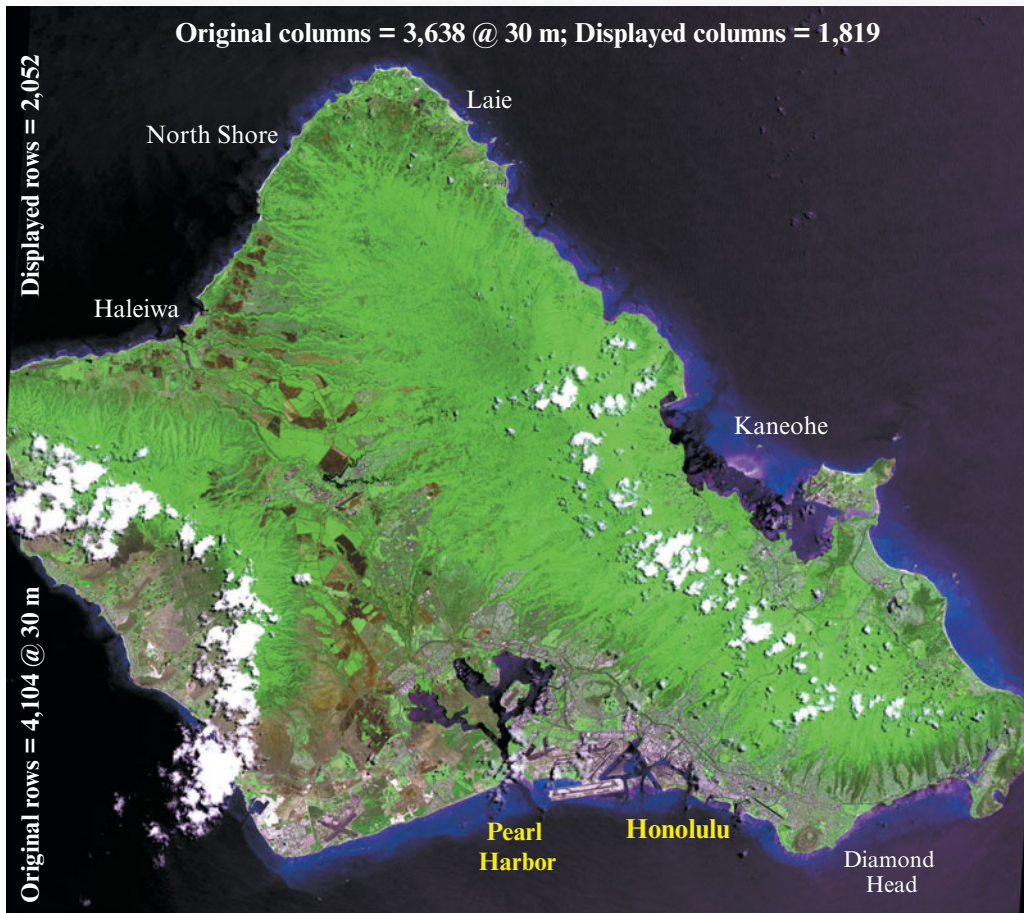 Original columns = 3,638 @ 30 m; Displayed columns = 1,819
Displayed rows = 2,052
Laie
North Shore
Haleiwa
Kaneohe
Original rows = 4,104 @ 30 m
Pearl
Harbor
Honolulu
Diamond
Head